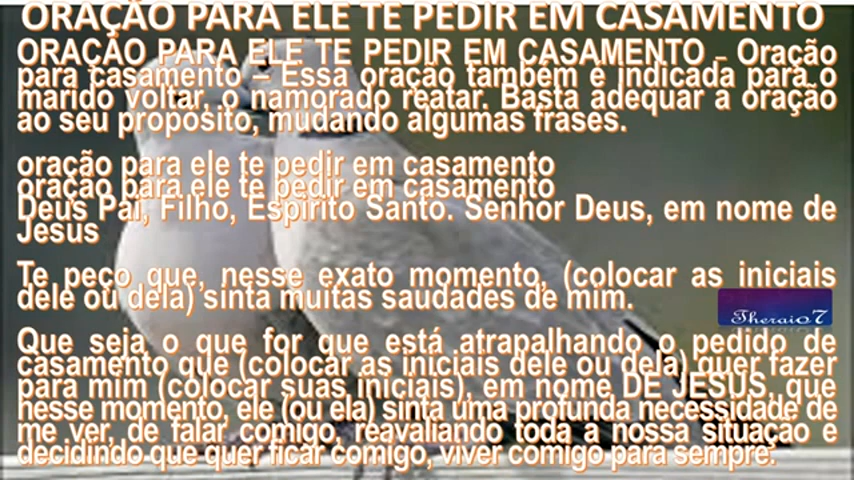 ORAÇÃO PARA ELE TE PEDIR EM CASAMENTO
ORAÇÃO PARA ELE TE PEDIR EM CASAMENTO - Oração
para casamento – Essa oração também é indicada para o
marido voltar, o namorado reatar. Basta adequar a oração
ao seu propósito, mudando algumas frases.
oração para ele te pedir em casamento
oração para ele te pedir em casamento
Deus Pai, Filho, Espírito Santo. Senhor Deus, em nome de
Jesus
Te peço que, nesse exato momento, (colocar as iniciais
dele ou dela) sinta muitas saudades de mim.
Theraio7
Que seja o que for que está atrapalhando o pedido de
casamento que (colocar as iniciais dele ou dela) quer fazer
para mim (colocar suas iniciais), em nome DE JESUS, que
nesse momento, ele (ou ela) sinta uma profunda necessidade de
me ver, de falar comigo, reavaliando toda a nossa situação e
decidindo que quer ficar comigo, viver comigo para sempre.